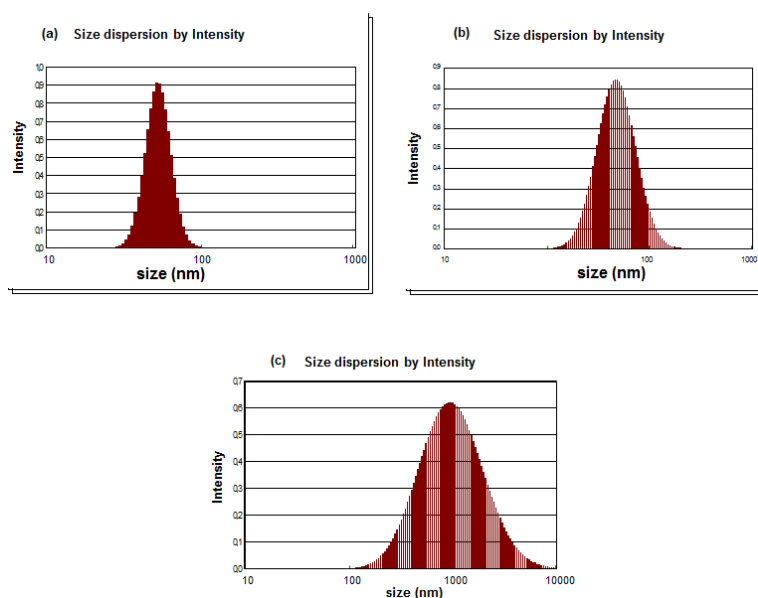 (a) Size dispersion by Intensity
1,0
0,9
0,8
0,7
0,6
0,5
0,4
0,3
0,2
0,1
0,0
Intensity
10 100 1000
size (nm)
(b) Size dispersion by Intensity
0,9
0,8
0,7
0,6
0,5
0,4
0,3
0,2
0,1
0,0
Intensity
10 100 1000
size (nm)
(c) Size dispersion by Intensity
0,7
0,6
0,5
0,4
0,3
0,2
0,1
0,0
Intensity
10 100 1000 10000
size (nm)